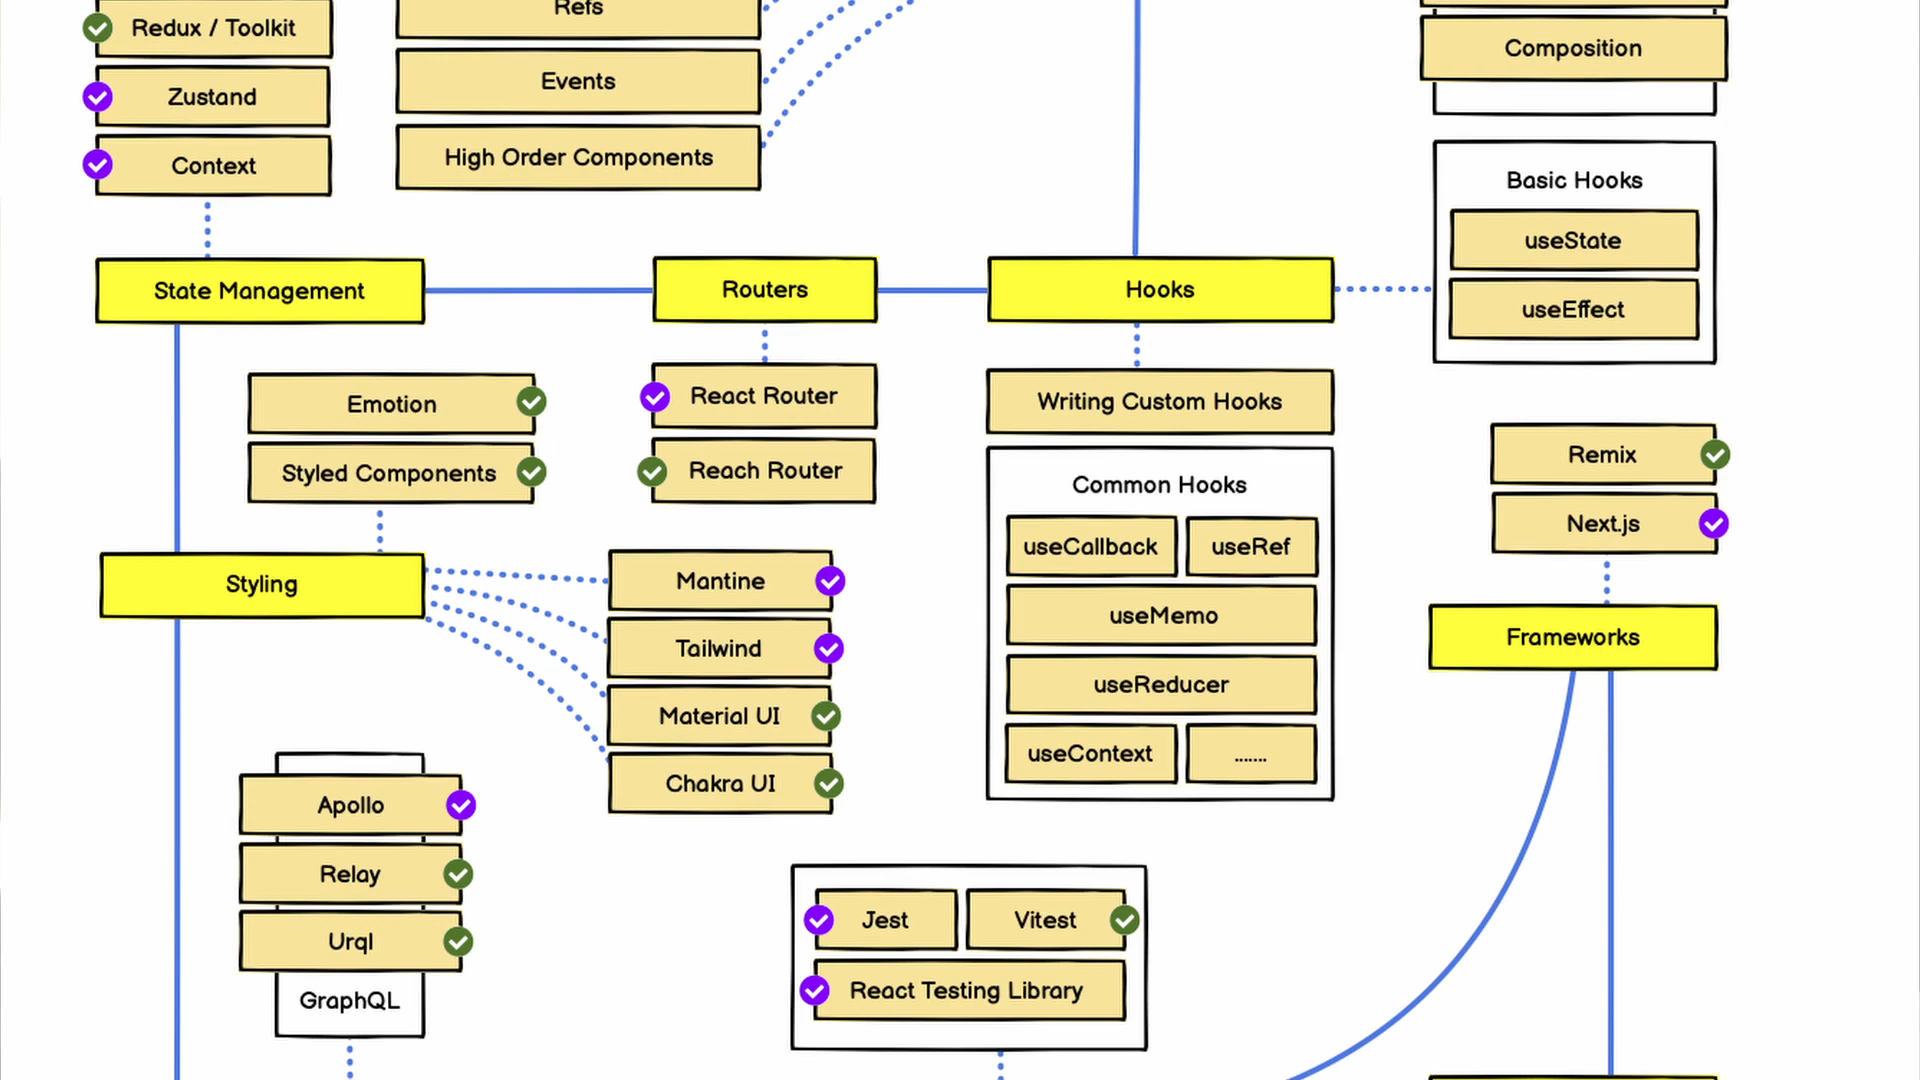 Redux / Toolkit
Zustand
Context
Refs
Events
High Order Components
Composition
Basic Hooks
useState
useEffect
State Management
Routers
Hooks
Emotion
Styled Components
React Router
Reach Router
Writing Custom Hooks
Common Hooks
useCallback
useRef
useMemo
useReducer
useContext
.......
Remix
Next.js
Frameworks
Styling
Mantine
Tailwind
Material UI
Chakra UI
Apollo
Relay
Urql
GraphQL
Jest
Vitest
React Testing Library